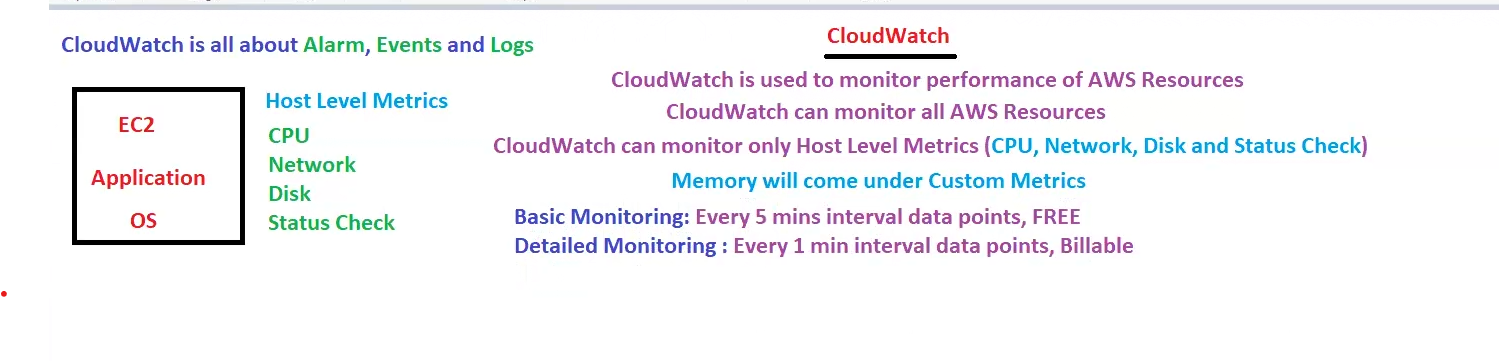 CloudWatch is all about Alarm, Events and Logs
CloudWatch
CloudWatch is used to monitor performance of AWS Resources
CloudWatch can monitor all AWS Resources
CloudWatch can monitor only Host Level Metrics (CPU, Network, Disk and Status Check)
Memory will come under Custom Metrics
Basic Monitoring: Every 5 mins interval data points, FREE
Detailed Monitoring : Every 1 min interval data points, Billable
EC2
Application
OS
Host Level Metrics
CPU
Network
Disk
Status Check